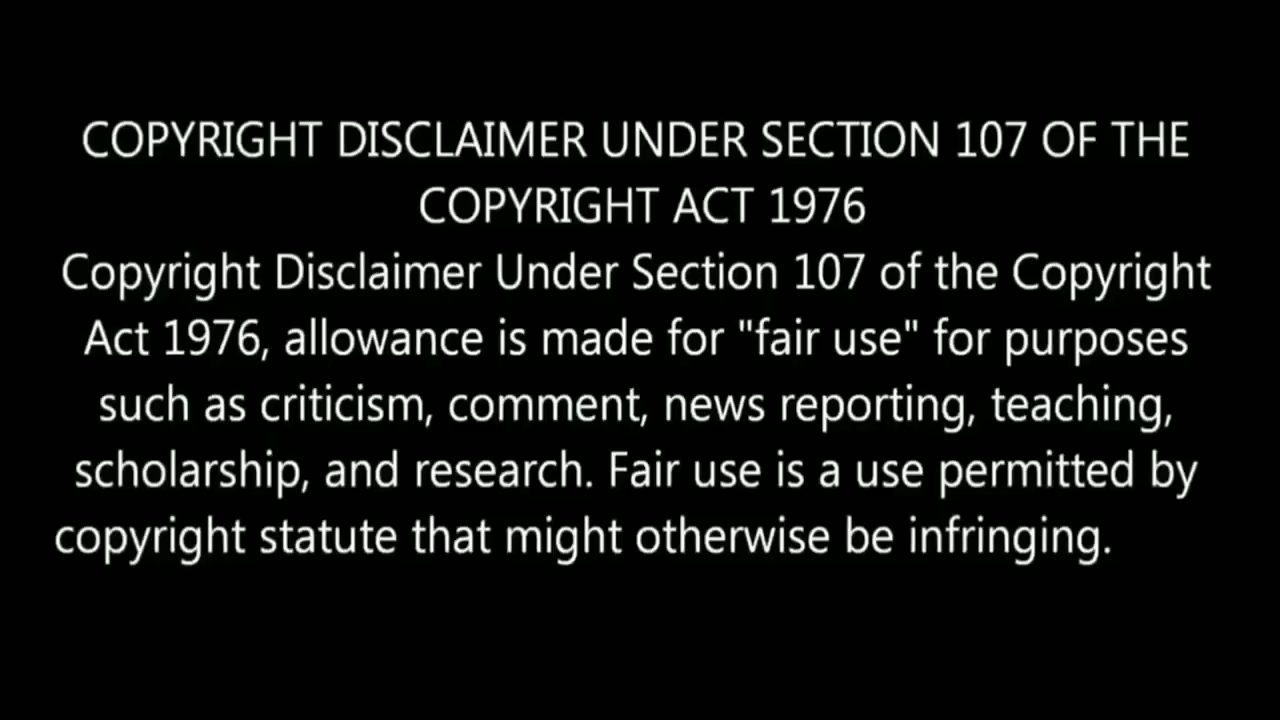 COPYRIGHT DISCLAIMER UNDER SECTION 107 OF THE
COPYRIGHT ACT 1976
Copyright Disclaimer Under Section 107 of the Copyright
Act 1976, allowance is made for "fair use" for purposes
such as criticism, comment, news reporting, teaching,
scholarship, and research. Fair use is a use permitted by
copyright statute that might otherwise be infringing.